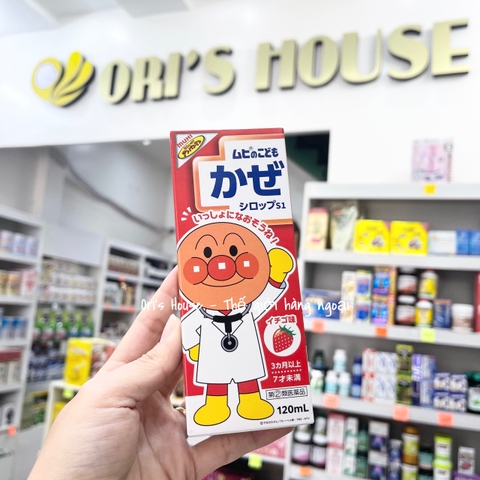 ORI'S HOUSE
muhi
ムヒのこども
かぜ
シロップS1
いっしょになおそうね!
Ori's House - Thế giới hàng ngoại
イチゴ味
3カ月以上
7才未満
第②類医薬品
120mL